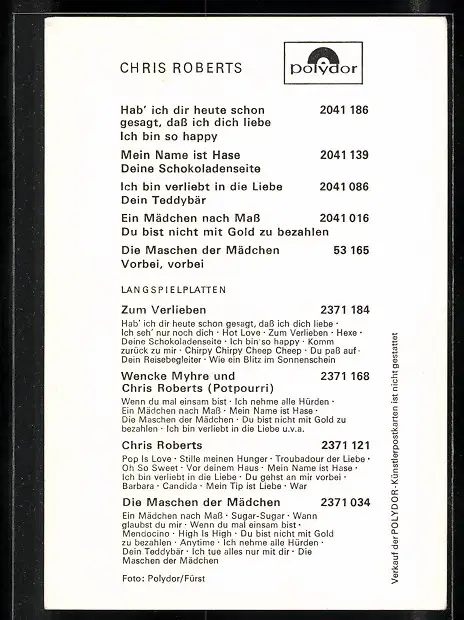 CHRIS ROBERTS
polydor
Hab' ich dir heute schon 2041 186
gesagt, daß ich dich liebe
Ich bin so happy
Mein Name ist Hase 2041 139
Deine Schokoladenseite
Ich bin verliebt in die Liebe 2041 086
Dein Teddybär
Ein Mädchen nach Maß 2041 016
Du bist nicht mit Gold zu bezahlen
Die Maschen der Mädchen 53 165
Vorbei, vorbei
LANGSPIELPLATTEN
Zum Verlieben 2371 184
Hab' ich dir heute schon gesagt, daß ich dich liebe ·
Ich seh' nur noch dich · Hot Love · Zum Verlieben · Hexe ·
Deine Schokoladenseite · Ich bin so happy · Komm
zurück zu mir · Chirpy Chirpy Cheep Cheep · Du paß auf ·
Dein Reisebegleiter · Wie ein Blitz im Sonnenschein
Wencke Myhre und 2371 168
Chris Roberts (Potpourri)
Wenn du mal einsam bist · Ich nehme alle Hürden ·
Ein Mädchen nach Maß · Mein Name ist Hase ·
Die Maschen der Mädchen · Du bist nicht mit Gold zu
bezahlen · Ich bin verliebt in die Liebe u.v.a.
Chris Roberts 2371 121
Pop Is Love · Stille meinen Hunger · Troubadour der Liebe ·
Oh So Sweet · Vor deinem Haus · Mein Name ist Hase ·
Ich bin verliebt in die Liebe · Du gehst an mir vorbei ·
Barbara · Candida · Mein Tip ist Liebe · War
Die Maschen der Mädchen 2371 034
Ein Mädchen nach Maß · Sugar-Sugar · Wann
glaubst du mir · Wenn du mal einsam bist ·
Mendocino · High Is High · Du bist nicht mit Gold
zu bezahlen · Anytime · Ich nehme alle Hürden ·
Dein Teddybär · Ich tue alles nur mit dir · Die
Maschen der Mädchen
Foto: Polydor/Fürst
Verkauf der POLYDOR-Künstlerpostkarten ist nicht gestattet